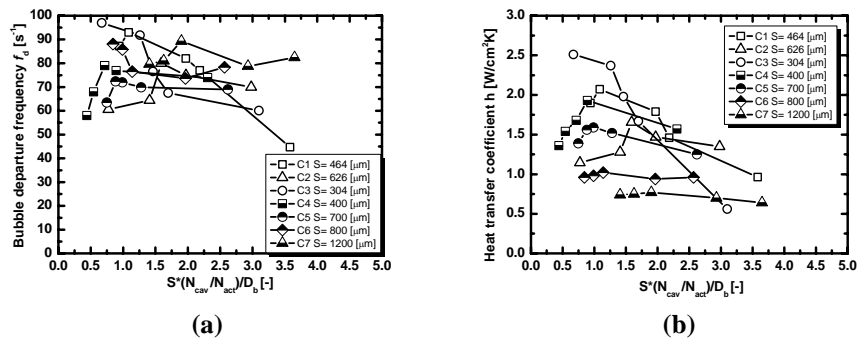 100
90
80
70
60
50
40
30
20
10
0
Bubble departure frequency f_d [s⁻¹]
C1 S= 464 [μm]
C2 S= 626 [μm]
C3 S= 304 [μm]
C4 S= 400 [μm]
C5 S= 700 [μm]
C6 S= 800 [μm]
C7 S= 1200 [μm]
0.0 0.5 1.0 1.5 2.0 2.5 3.0 3.5 4.0 4.5 5.0
S*(N_cav/N_act)/D_b [-]
(a)
3.0
2.5
2.0
1.5
1.0
0.5
0.0
Heat transfer coefficient h [W/cm²K]
C1 S= 464 [μm]
C2 S= 626 [μm]
C3 S= 304 [μm]
C4 S= 400 [μm]
C5 S= 700 [μm]
C6 S= 800 [μm]
C7 S= 1200 [μm]
0.0 0.5 1.0 1.5 2.0 2.5 3.0 3.5 4.0 4.5 5.0
S*(N_cav/N_act)/D_b [-]
(b)